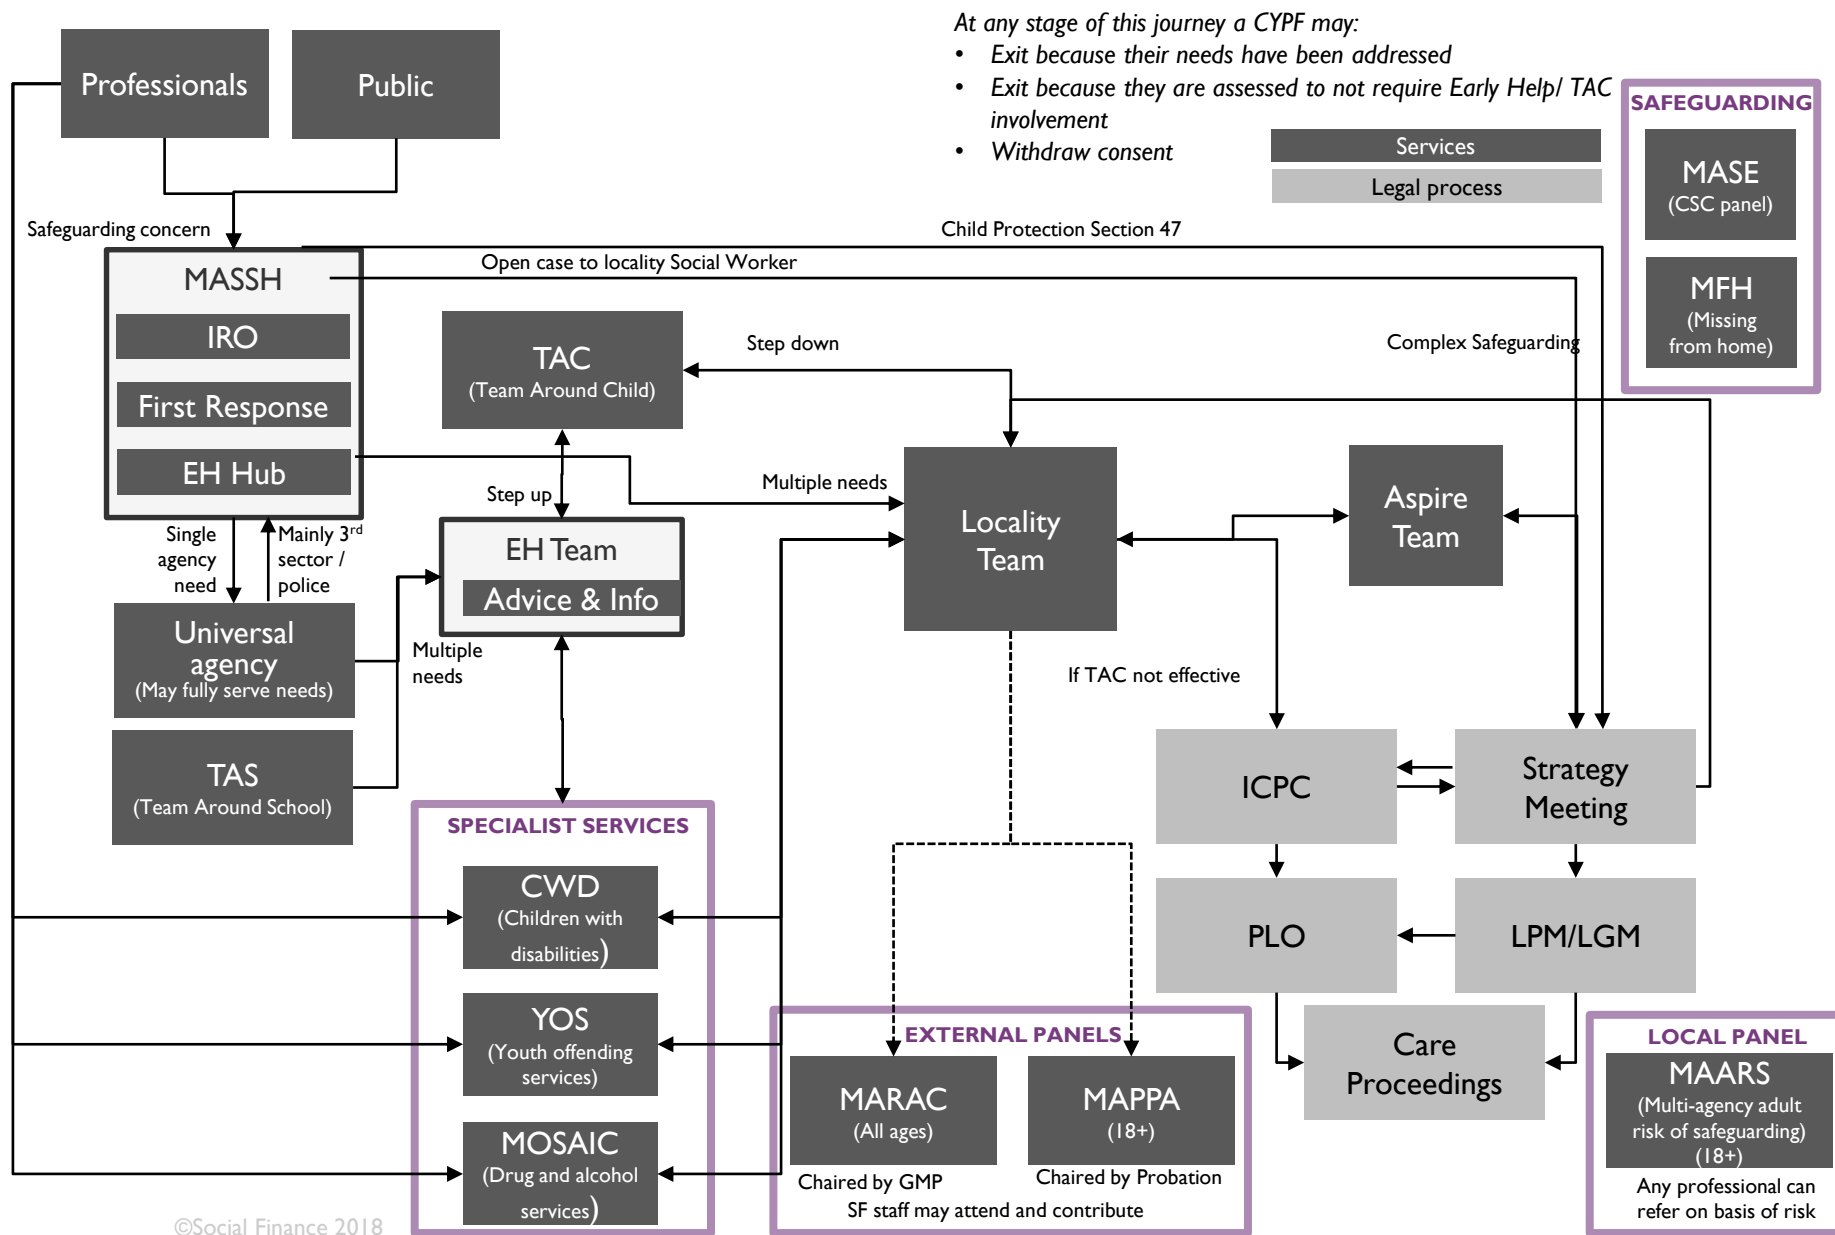 At any stage of this journey a CYPF may:
• Exit because their needs have been addressed
• Exit because they are assessed to not require Early Help/ TAC
involvement
• Withdraw consent
Services
Legal process
Professionals
Public
SAFEGUARDING
MASE
(CSC panel)
MFH
(Missing
from home)
Safeguarding concern
Child Protection Section 47
Open case to locality Social Worker
MASSH
IRO
First Response
EH Hub
TAC
(Team Around Child)
Step down
Complex Safeguarding
Step up
Multiple needs
Single
agency
need
Mainly 3rd
sector /
police
EH Team
Advice & Info
Locality
Team
Aspire
Team
Universal
agency
(May fully serve needs)
Multiple
needs
If TAC not effective
TAS
(Team Around School)
ICPC
Strategy
Meeting
SPECIALIST SERVICES
CWD
(Children with
disabilities)
YOS
(Youth offending
services)
MOSAIC
(Drug and alcohol
services)
PLO
LPM/LGM
EXTERNAL PANELS
MARAC
(All ages)
Chaired by GMP
MAPPA
(18+)
Chaired by Probation
SF staff may attend and contribute
Care
Proceedings
LOCAL PANEL
MAARS
(Multi-agency adult
risk of safeguarding)
(18+)
Any professional can
refer on basis of risk
©Social Finance 2018